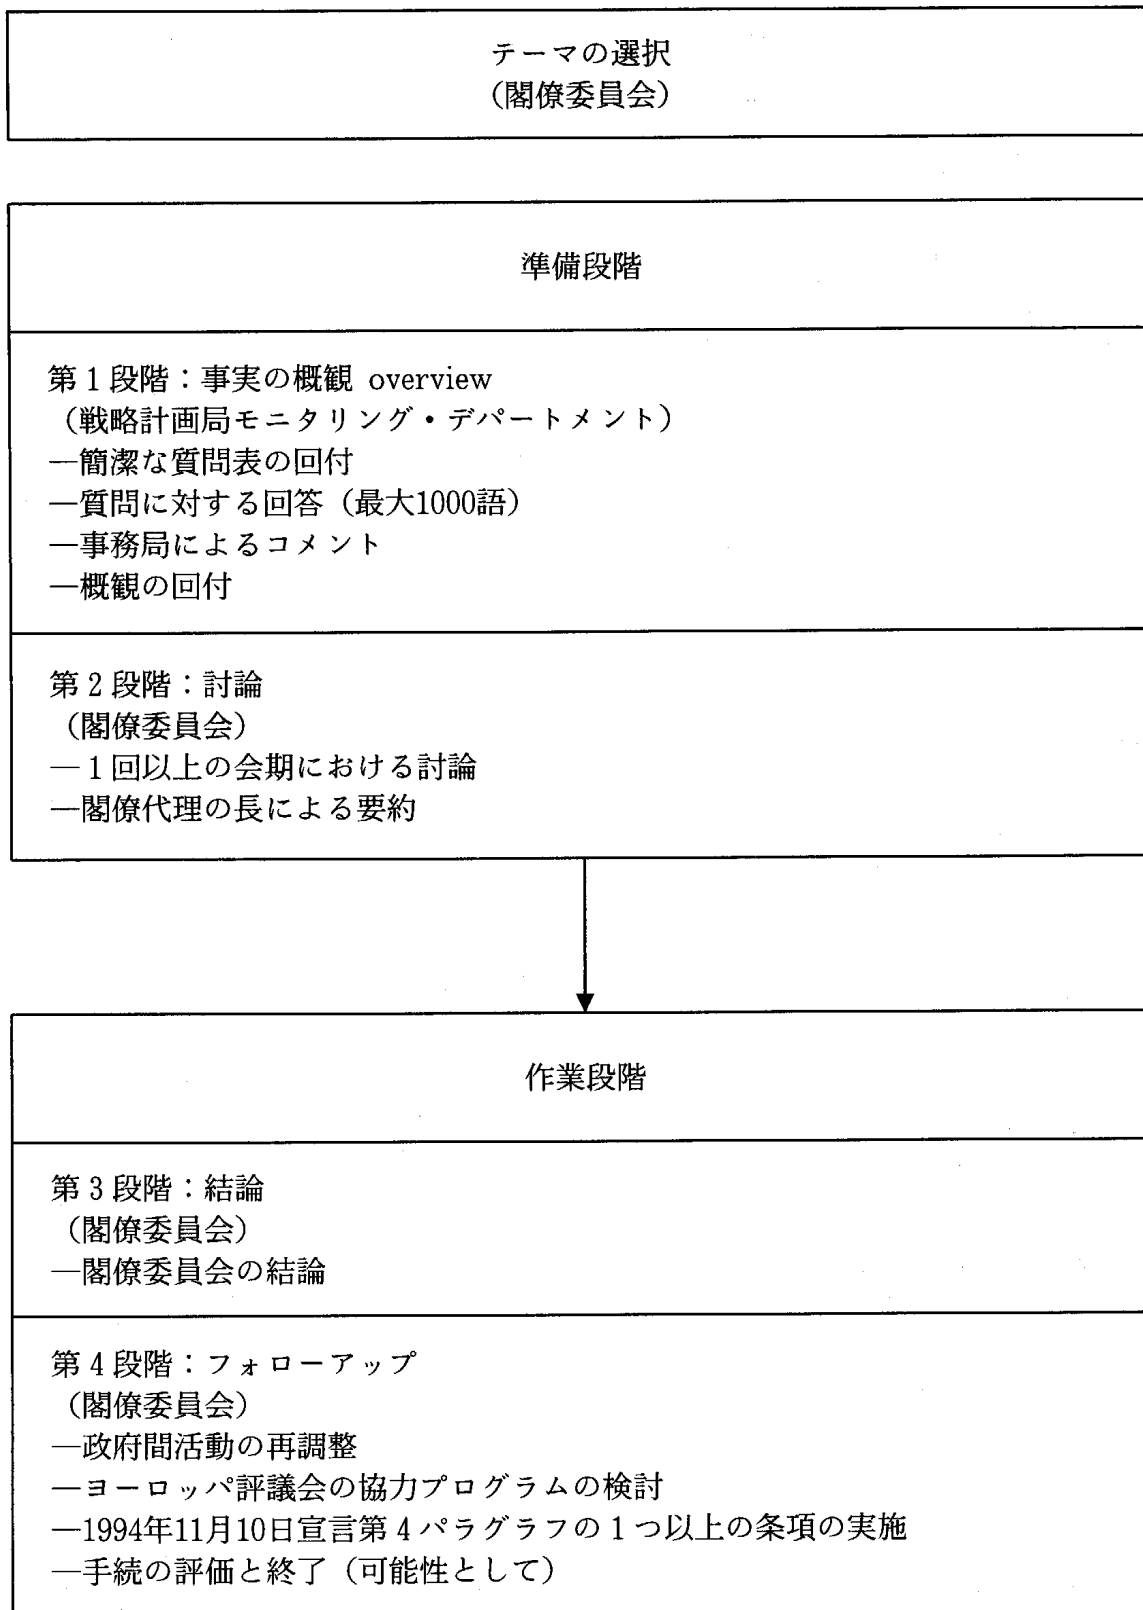 テーマの選択
(閣僚委員会)
準備段階
第1段階：事実の概観 overview
(戦略計画局モニタリング・デパートメント)
―簡潔な質問表の回付
―質問に対する回答（最大1000語）
―事務局によるコメント
―概観の回付
第2段階：討論
(閣僚委員会)
―1回以上の会期における討論
―閣僚代理の長による要約
作業段階
第3段階：結論
(閣僚委員会)
―閣僚委員会の結論
第4段階：フォローアップ
(閣僚委員会)
―政府間活動の再調整
―ヨーロッパ評議会の協力プログラムの検討
―1994年11月10日宣言第4パラグラフの1つ以上の条項の実施
―手続の評価と終了（可能性として）